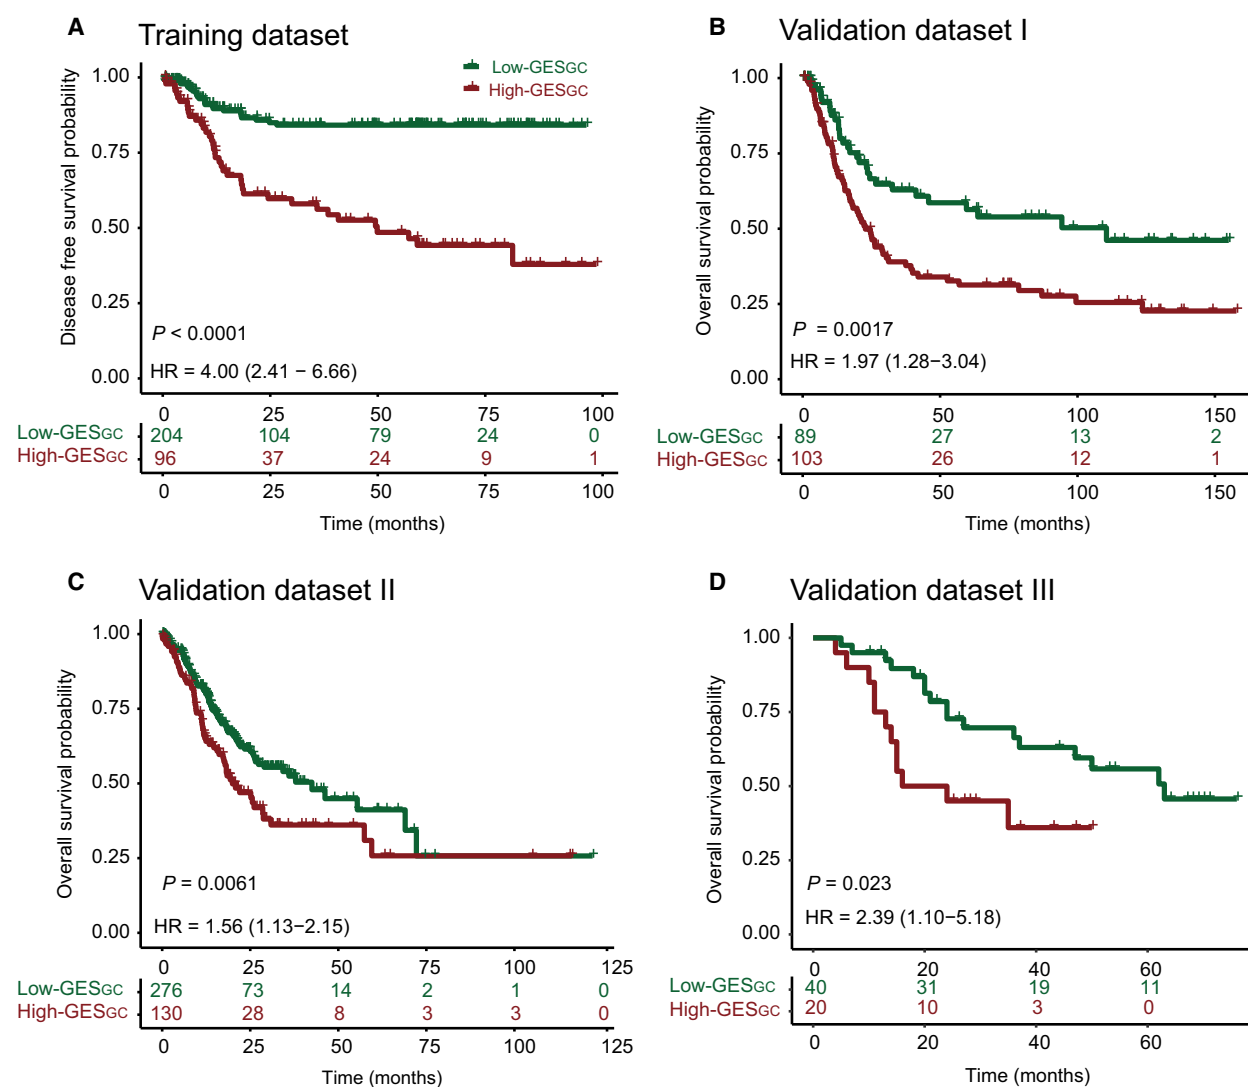 A Training dataset
Low-GESGC
High-GESGC
Disease free survival probability
1.00
0.75
0.50
0.25
0.00
P < 0.0001
HR = 4.00 (2.41 − 6.66)
0 25 50 75 100
Low-GESGC 204 104 79 24 0
High-GESGC 96 37 24 9 1
0 25 50 75 100
Time (months)
B Validation dataset I
Overall survival probability
1.00
0.75
0.50
0.25
0.00
P = 0.0017
HR = 1.97 (1.28−3.04)
0 50 100 150
Low-GESGC 89 27 13 2
High-GESGC 103 26 12 1
0 50 100 150
Time (months)
C Validation dataset II
Overall survival probability
1.00
0.75
0.50
0.25
0.00
P = 0.0061
HR = 1.56 (1.13−2.15)
0 25 50 75 100 125
Low-GESGC 276 73 14 2 1 0
High-GESGC 130 28 8 3 3 0
0 25 50 75 100 125
Time (months)
D Validation dataset III
Overall survival probability
1.00
0.75
0.50
0.25
0.00
P = 0.023
HR = 2.39 (1.10−5.18)
0 20 40 60
Low-GESGC 40 31 19 11
High-GESGC 20 10 3 0
0 20 40 60
Time (months)